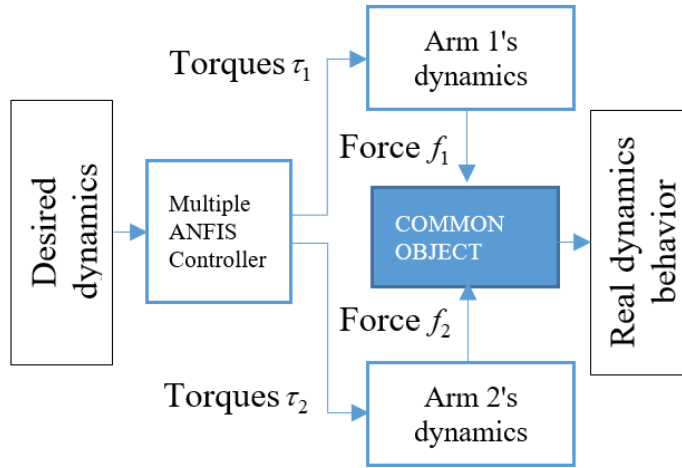 Desired
dynamics
Multiple
ANFIS
Controller
Torques τ₁
Arm 1's
dynamics
Force f₁
COMMON
OBJECT
Force f₂
Torques τ₂
Arm 2's
dynamics
Real dynamics
behavior